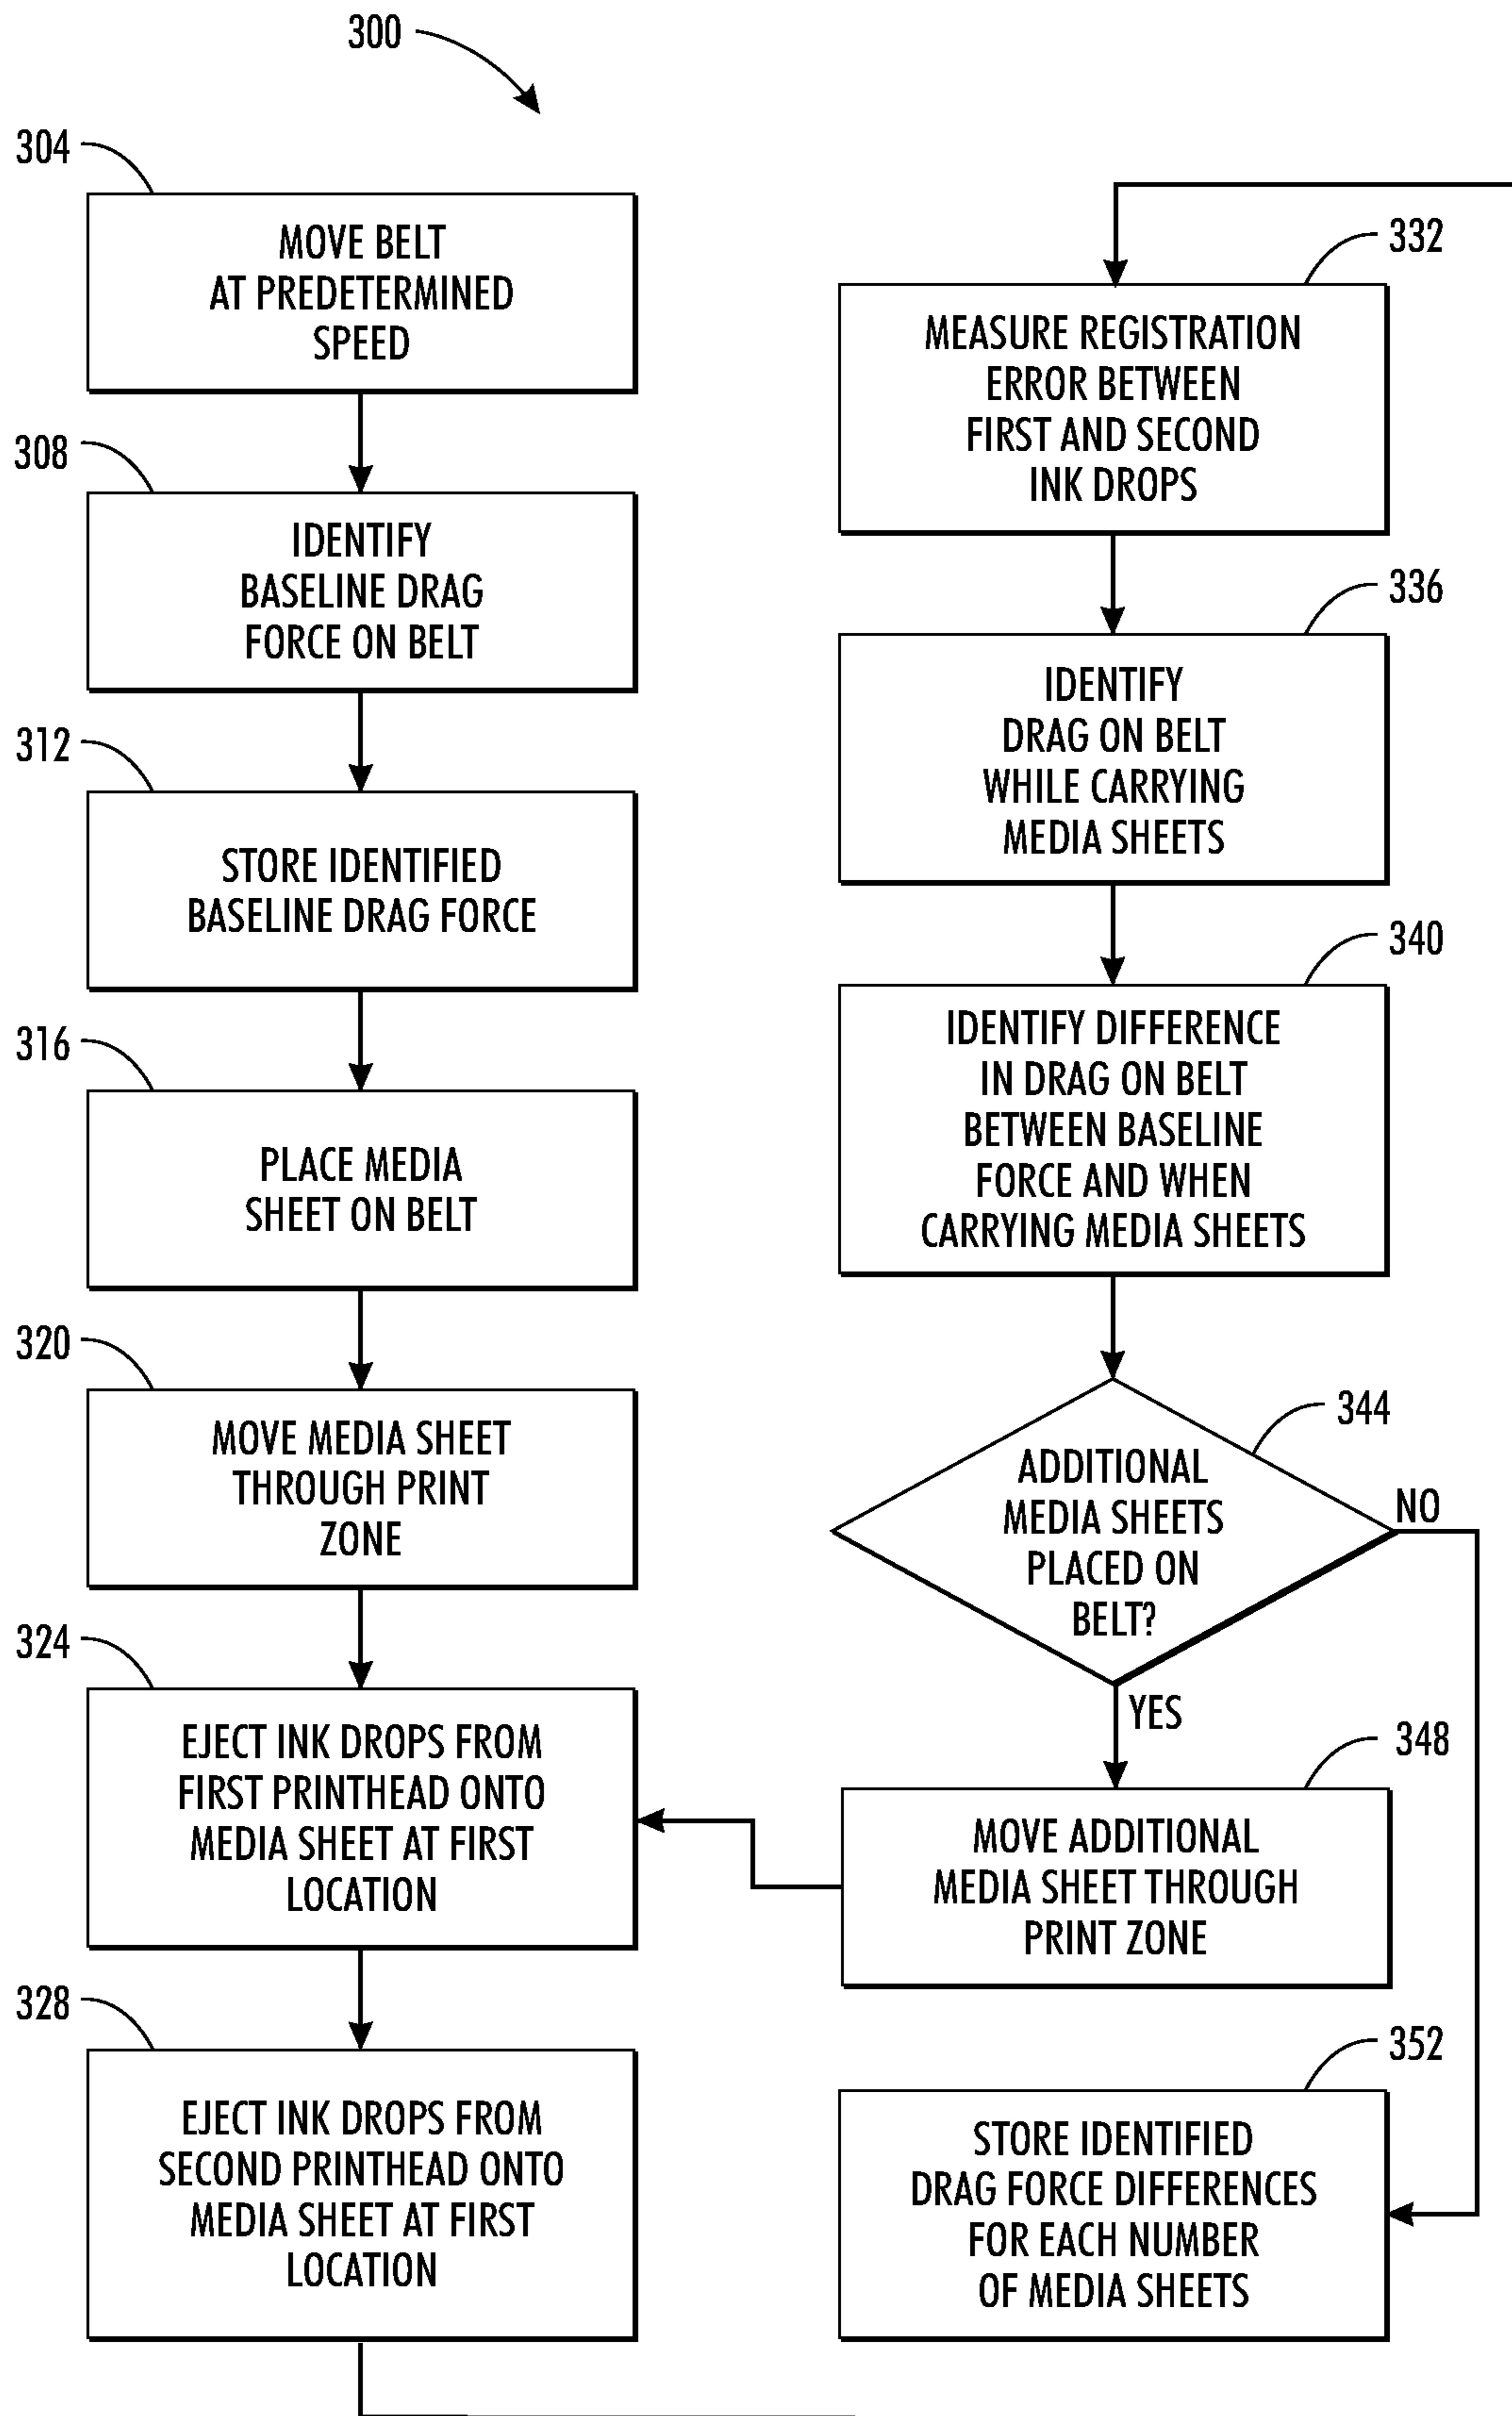 300
304
MOVE BELT
AT PREDETERMINED
SPEED
308
IDENTIFY
BASELINE DRAG
FORCE ON BELT
312
STORE IDENTIFIED
BASELINE DRAG FORCE
316
PLACE MEDIA
SHEET ON BELT
320
MOVE MEDIA SHEET
THROUGH PRINT
ZONE
324
EJECT INK DROPS FROM
FIRST PRINTHEAD ONTO
MEDIA SHEET AT FIRST
LOCATION
328
EJECT INK DROPS FROM
SECOND PRINTHEAD ONTO
MEDIA SHEET AT FIRST
LOCATION
332
MEASURE REGISTRATION
ERROR BETWEEN
FIRST AND SECOND
INK DROPS
336
IDENTIFY
DRAG ON BELT
WHILE CARRYING
MEDIA SHEETS
340
IDENTIFY DIFFERENCE
IN DRAG ON BELT
BETWEEN BASELINE
FORCE AND WHEN
CARRYING MEDIA SHEETS
344
ADDITIONAL
MEDIA SHEETS
PLACED ON
BELT?
NO
YES
348
MOVE ADDITIONAL
MEDIA SHEET THROUGH
PRINT ZONE
352
STORE IDENTIFIED
DRAG FORCE DIFFERENCES
FOR EACH NUMBER
OF MEDIA SHEETS